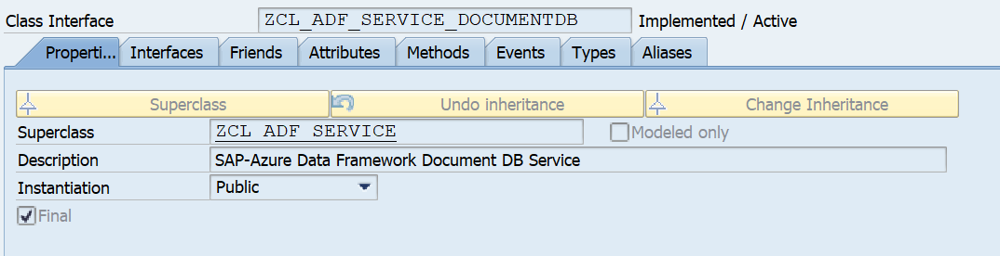 Class Interface ZCL_ADF_SERVICE_DOCUMENTDB Implemented / Active
Properti... Interfaces Friends Attributes Methods Events Types Aliases
Superclass Undo inheritance Change Inheritance
Superclass ZCL_ADF_SERVICE Modeled only
Description SAP-Azure Data Framework Document DB Service
Instantiation Public
Final